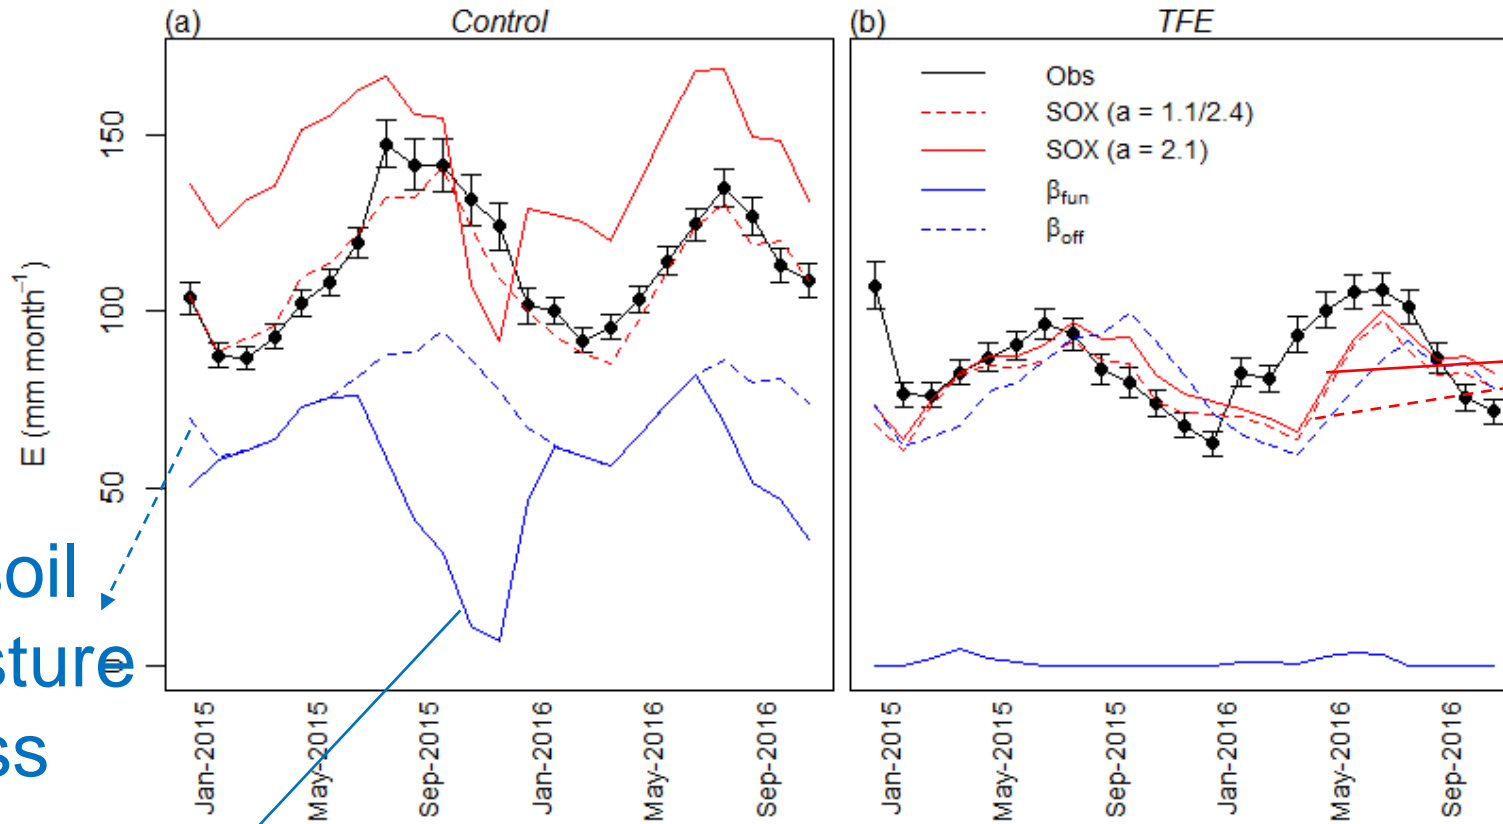 (a) Control
(b) TFE
E (mm month⁻¹)
150
100
50
0
Obs
SOX (a = 1.1/2.4)
SOX (a = 2.1)
βfun
βoff
soil
sture
ss
Jan-2015
May-2015
Sep-2015
Jan-2016
May-2016
Sep-2016
Jan-2015
May-2015
Sep-2015
Jan-2016
May-2016
Sep-2016